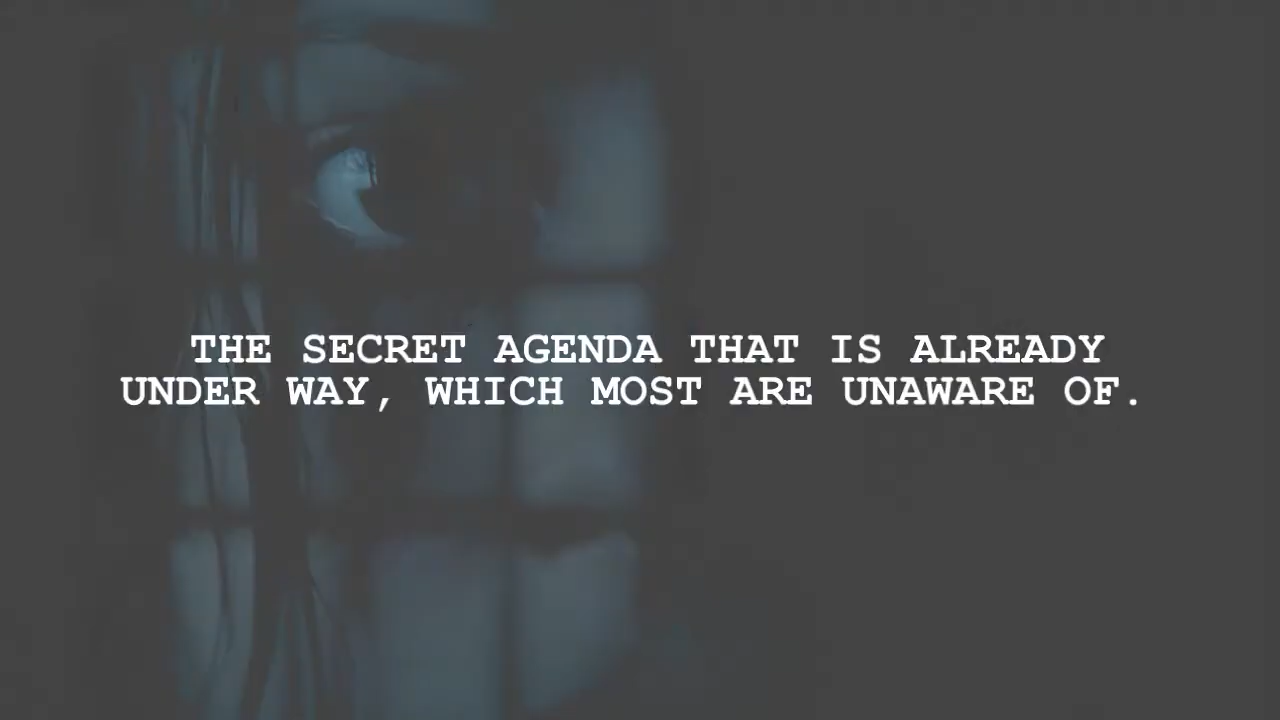 THE SECRET AGENDA THAT IS ALREADY
UNDER WAY, WHICH MOST ARE UNAWARE OF.